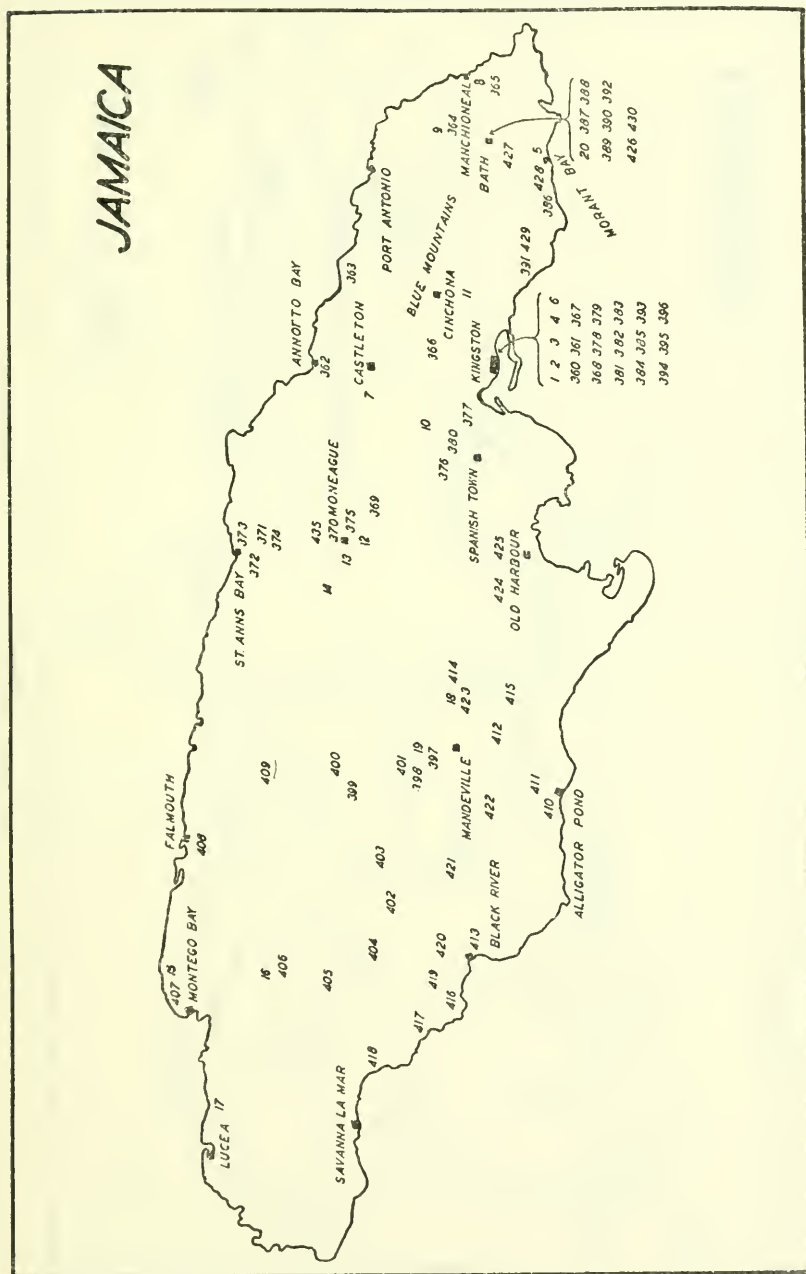 JAMAICA
LUCEA 17
407 15
MONTEGO BAY
FALMOUTH
408
16
406
405
409
400
399
ST. ANNS BAY
373
372 371
374
435
370 MONEAGUE
13 375
12 369
14
ANNOTTO BAY
362
363
CASTLETON
7
PORT ANTONIO
BLUE MOUNTAINS
366
CINCHONA
11
9
364
MANCHIONEAL
8
365
BATH
427
428 5
386
MORANT BAY
20 387 388
389 390 392
426 430
391 429
KINGSTON
1 2 3 4 6
360 361 367
368 378 379
381 382 383
384 385 393
394 395 396
10
376 380 377
SPANISH TOWN
424 425
OLD HARBOUR
18 414
423
412 415
401
398 19
397
MANDEVILLE
422
411
410
ALLIGATOR POND
403
402
421
404
420
419
413
BLACK RIVER
416
417
418
SAVANNA LA MAR